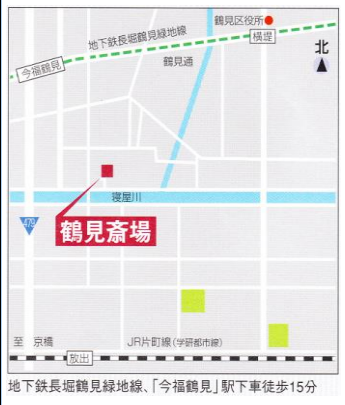 鶴見区役所
地下鉄長堀鶴見緑地線
横堤
北
鶴見通
今福鶴見
寝屋川
479
鶴見斎場
至 京橋
JR片町線(学研都市線)
放出
地下鉄長堀鶴見緑地線、「今福鶴見」駅下車徒歩15分